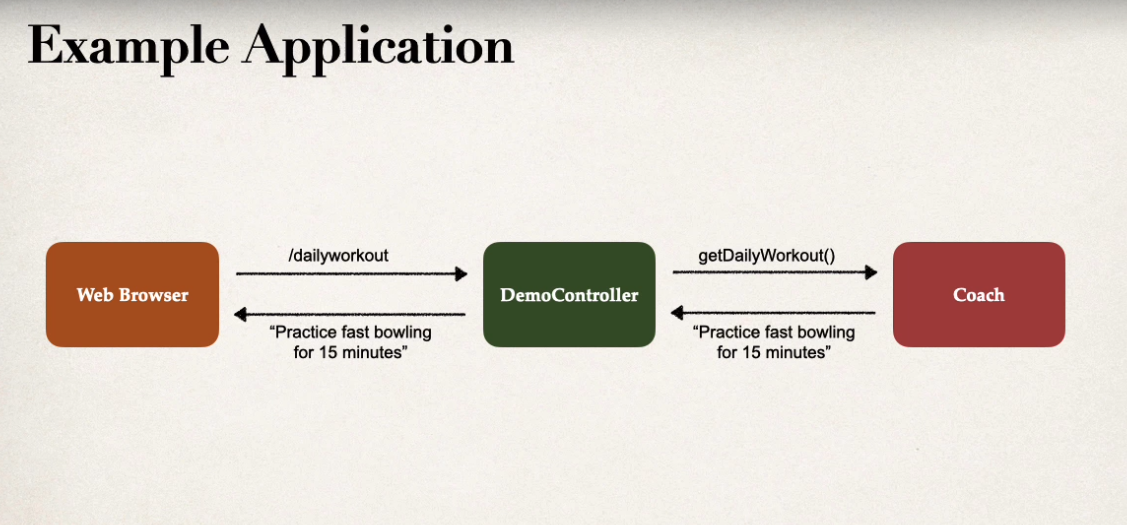 Example Application
/dailyworkout
getDailyWorkout()
Web Browser
DemoController
Coach
“Practice fast bowling
for 15 minutes”
“Practice fast bowling
for 15 minutes”